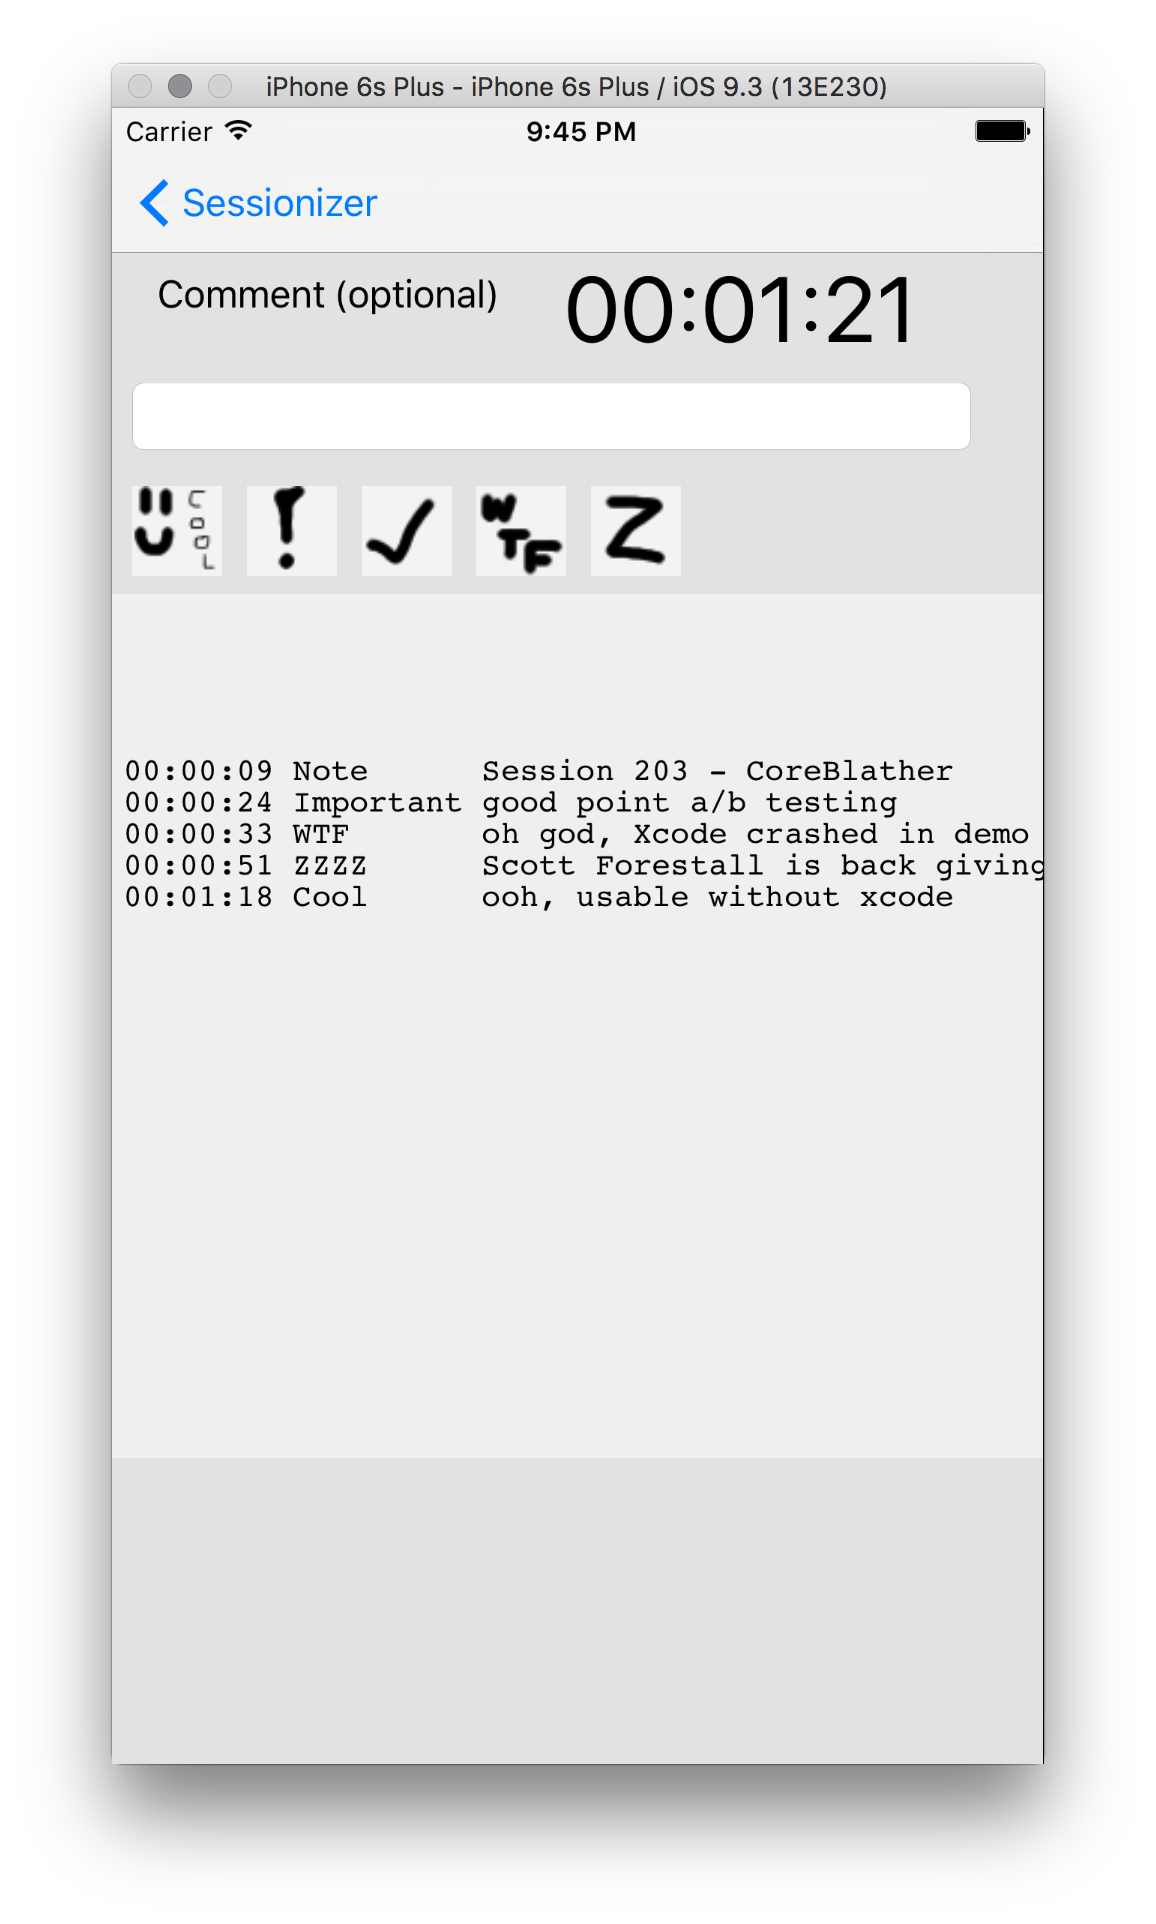 iPhone 6s Plus - iPhone 6s Plus / iOS 9.3 (13E230)
Carrier 9:45 PM
Sessionizer
Comment (optional) 00:01:21
COOL ! WTF Z
00:00:09 Note Session 203 - CoreBlather
00:00:24 Important good point a/b testing
00:00:33 WTF oh god, Xcode crashed in demo
00:00:51 ZZZZ Scott Forestall is back giving
00:01:18 Cool ooh, usable without xcode